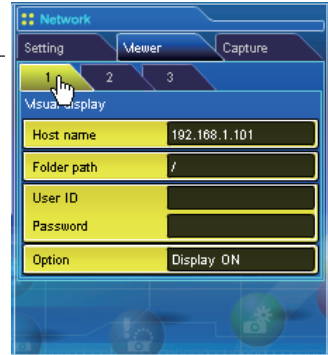 Network
Setting Viewer Capture
1 2 3
Visual display
Host name 192.168.1.101
Folder path /
User ID
Password
Option Display ON